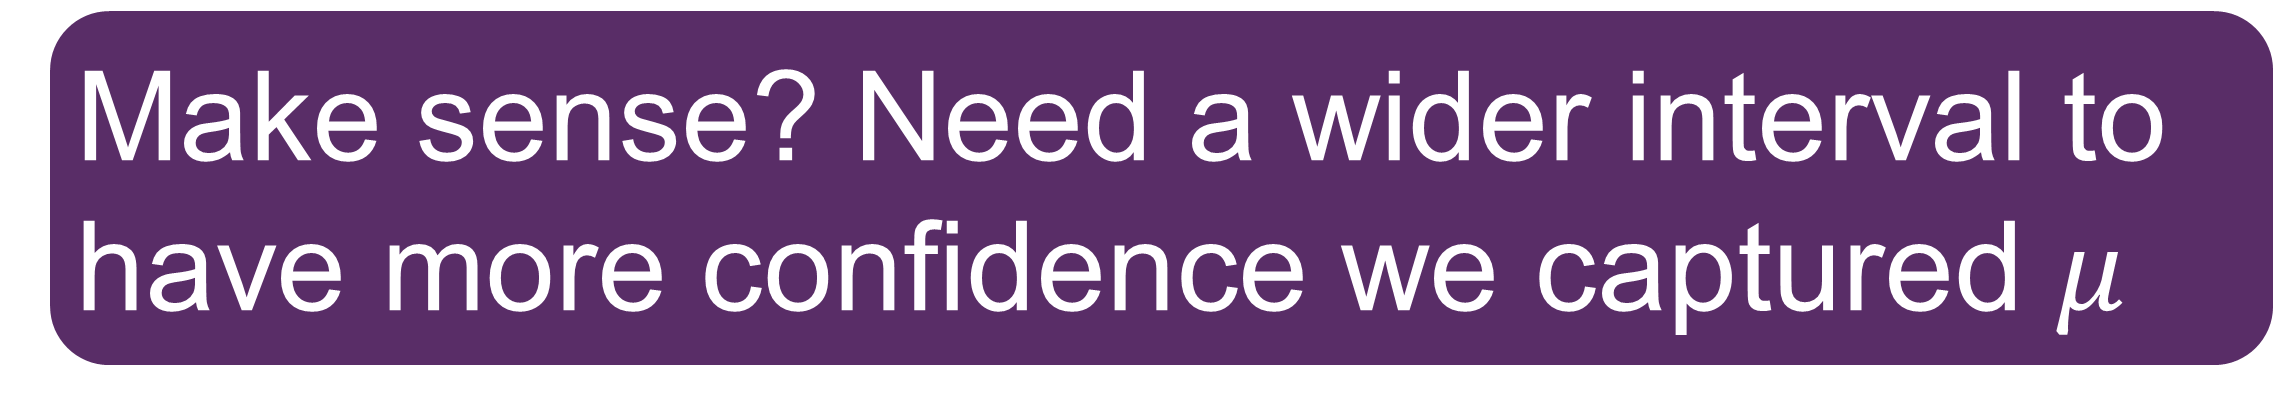 Make sense? Need a wider interval to
have more confidence we captured 𝜇